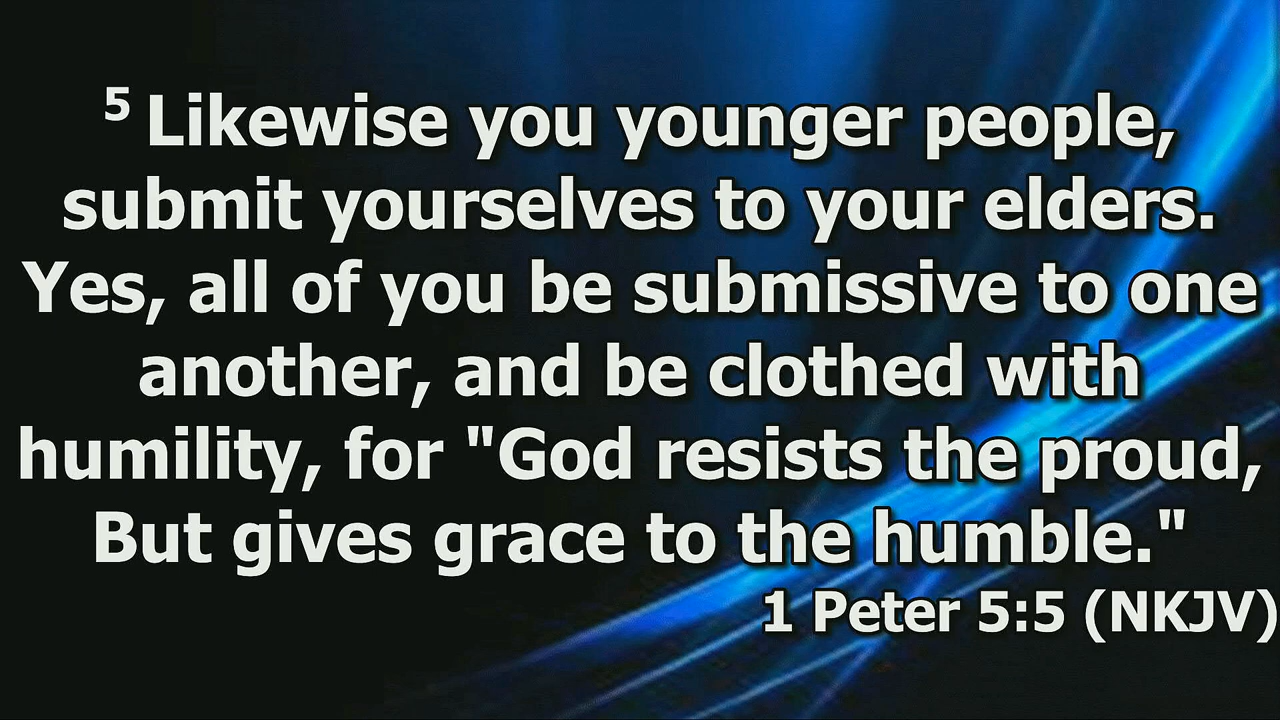 5 Likewise you younger people,
submit yourselves to your elders.
Yes, all of you be submissive to one
another, and be clothed with
humility, for "God resists the proud,
But gives grace to the humble."
1 Peter 5:5 (NKJV)